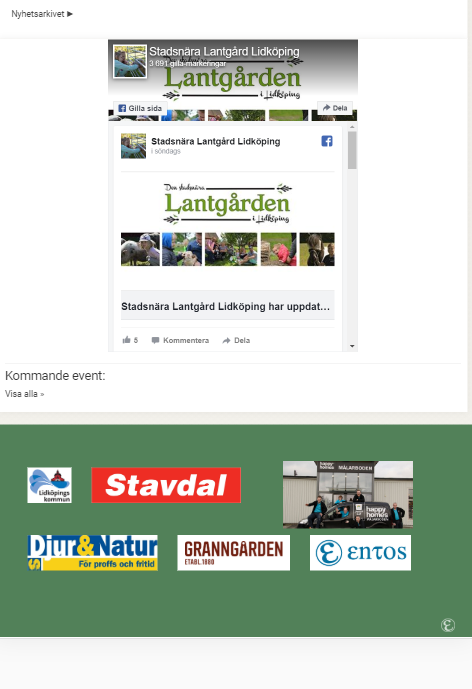 Nyhetsarkivet ►
Stadsnära Lantgård Lidköping
3 691 gilla-markeringar
Lantgården
i Lidköping
Gilla sida
Dela
Stadsnära Lantgård Lidköping
i söndags
Den stadsnära
Lantgården
i Lidköping
Stadsnära Lantgård Lidköping har uppdat…
5 Kommentera Dela
Kommande event:
Visa alla »
Lidköpings
kommun
Stavdal
MÅLARBODEN
happy
homes
Djur&Natur
För proffs och fritid
GRANNGÅRDEN
ETABL.1880
entos